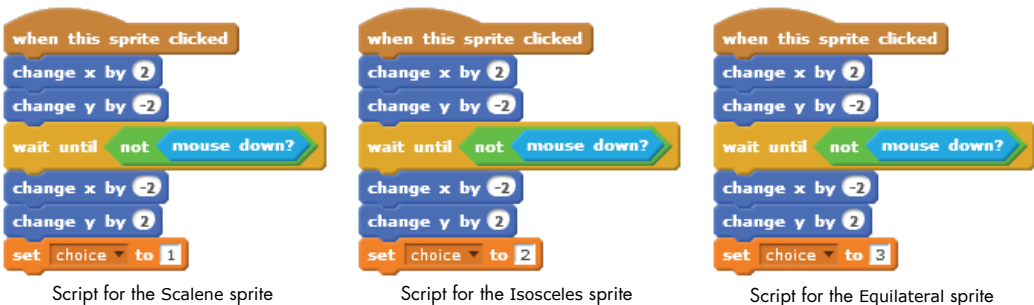 when this sprite clicked
change x by 2
change y by -2
wait until not mouse down?
change x by -2
change y by 2
set choice to 1
Script for the Scalene sprite
when this sprite clicked
change x by 2
change y by -2
wait until not mouse down?
change x by -2
change y by 2
set choice to 2
Script for the Isosceles sprite
when this sprite clicked
change x by 2
change y by -2
wait until not mouse down?
change x by -2
change y by 2
set choice to 3
Script for the Equilateral sprite